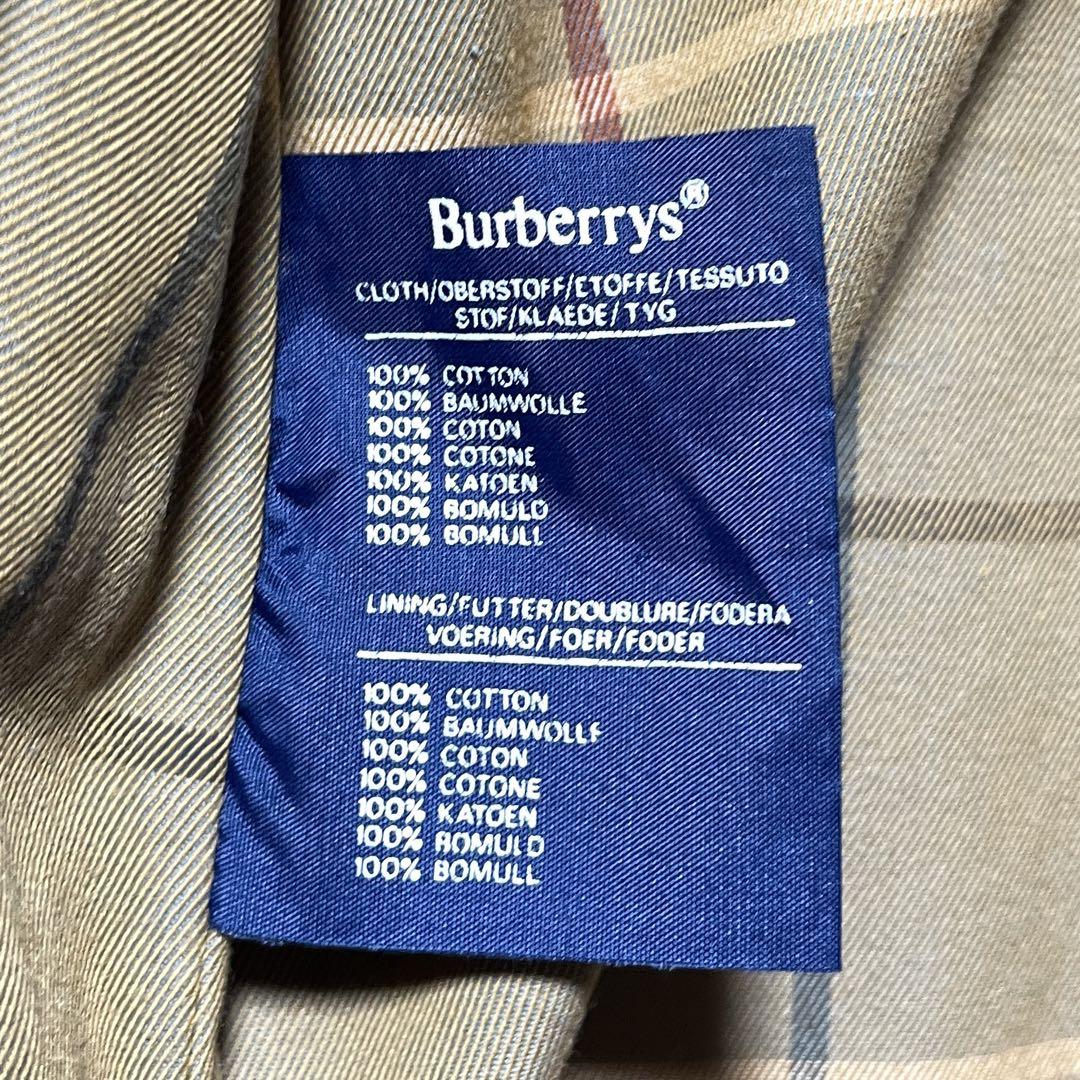 Burberrys®
CLOTH/OBERSTOFF/ETOFFE/TESSUTO
STOF/KLAEDE/TYG
100% COTTON
100% BAUMWOLLE
100% COTON
100% COTONE
100% KATOEN
100% BOMULD
100% BOMULL
LINING/FUTTER/DOUBLURE/FODERA
VOERING/FOER/FODER
100% COTTON
100% BAUMWOLLE
100% COTON
100% COTONE
100% KATOEN
100% BOMULD
100% BOMULL